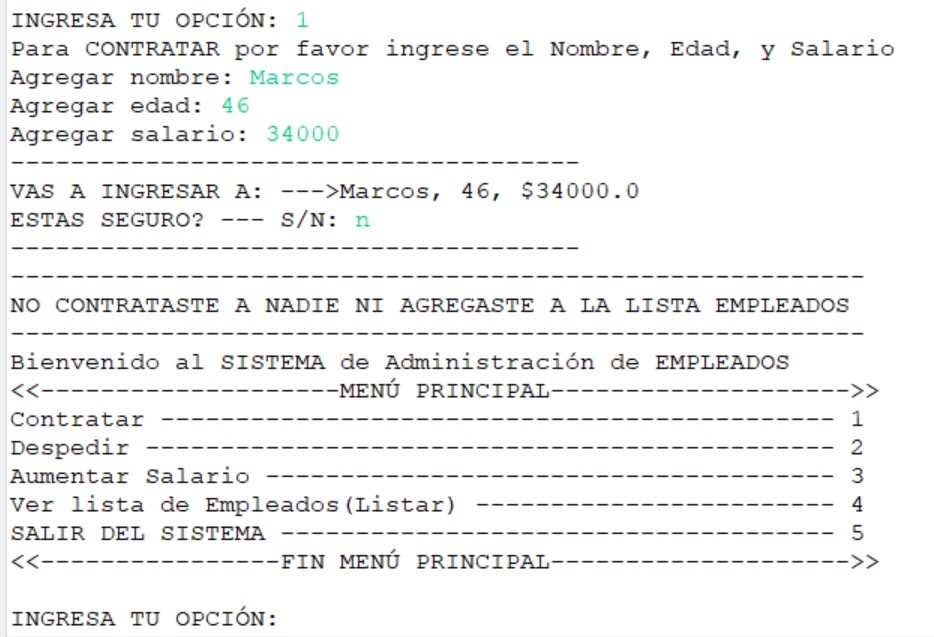 INGRESA TU OPCIÓN: 1
Para CONTRATAR por favor ingrese el Nombre, Edad, y Salario
Agregar nombre: Marcos
Agregar edad: 46
Agregar salario: 34000
--------------------------------------
VAS A INGRESAR A: --->Marcos, 46, $34000.0
ESTAS SEGURO? --- S/N: n
--------------------------------------
---------------------------------------------------------
NO CONTRATASTE A NADIE NI AGREGASTE A LA LISTA EMPLEADOS
---------------------------------------------------------
Bienvenido al SISTEMA de Administración de EMPLEADOS
<<--------------------MENÚ PRINCIPAL-------------------->>
Contratar --------------------------------------------- 1
Despedir ---------------------------------------------- 2
Aumentar Salario -------------------------------------- 3
Ver lista de Empleados(Listar) ------------------------ 4
SALIR DEL SISTEMA ------------------------------------- 5
<<----------------FIN MENÚ PRINCIPAL-------------------->>
INGRESA TU OPCIÓN: